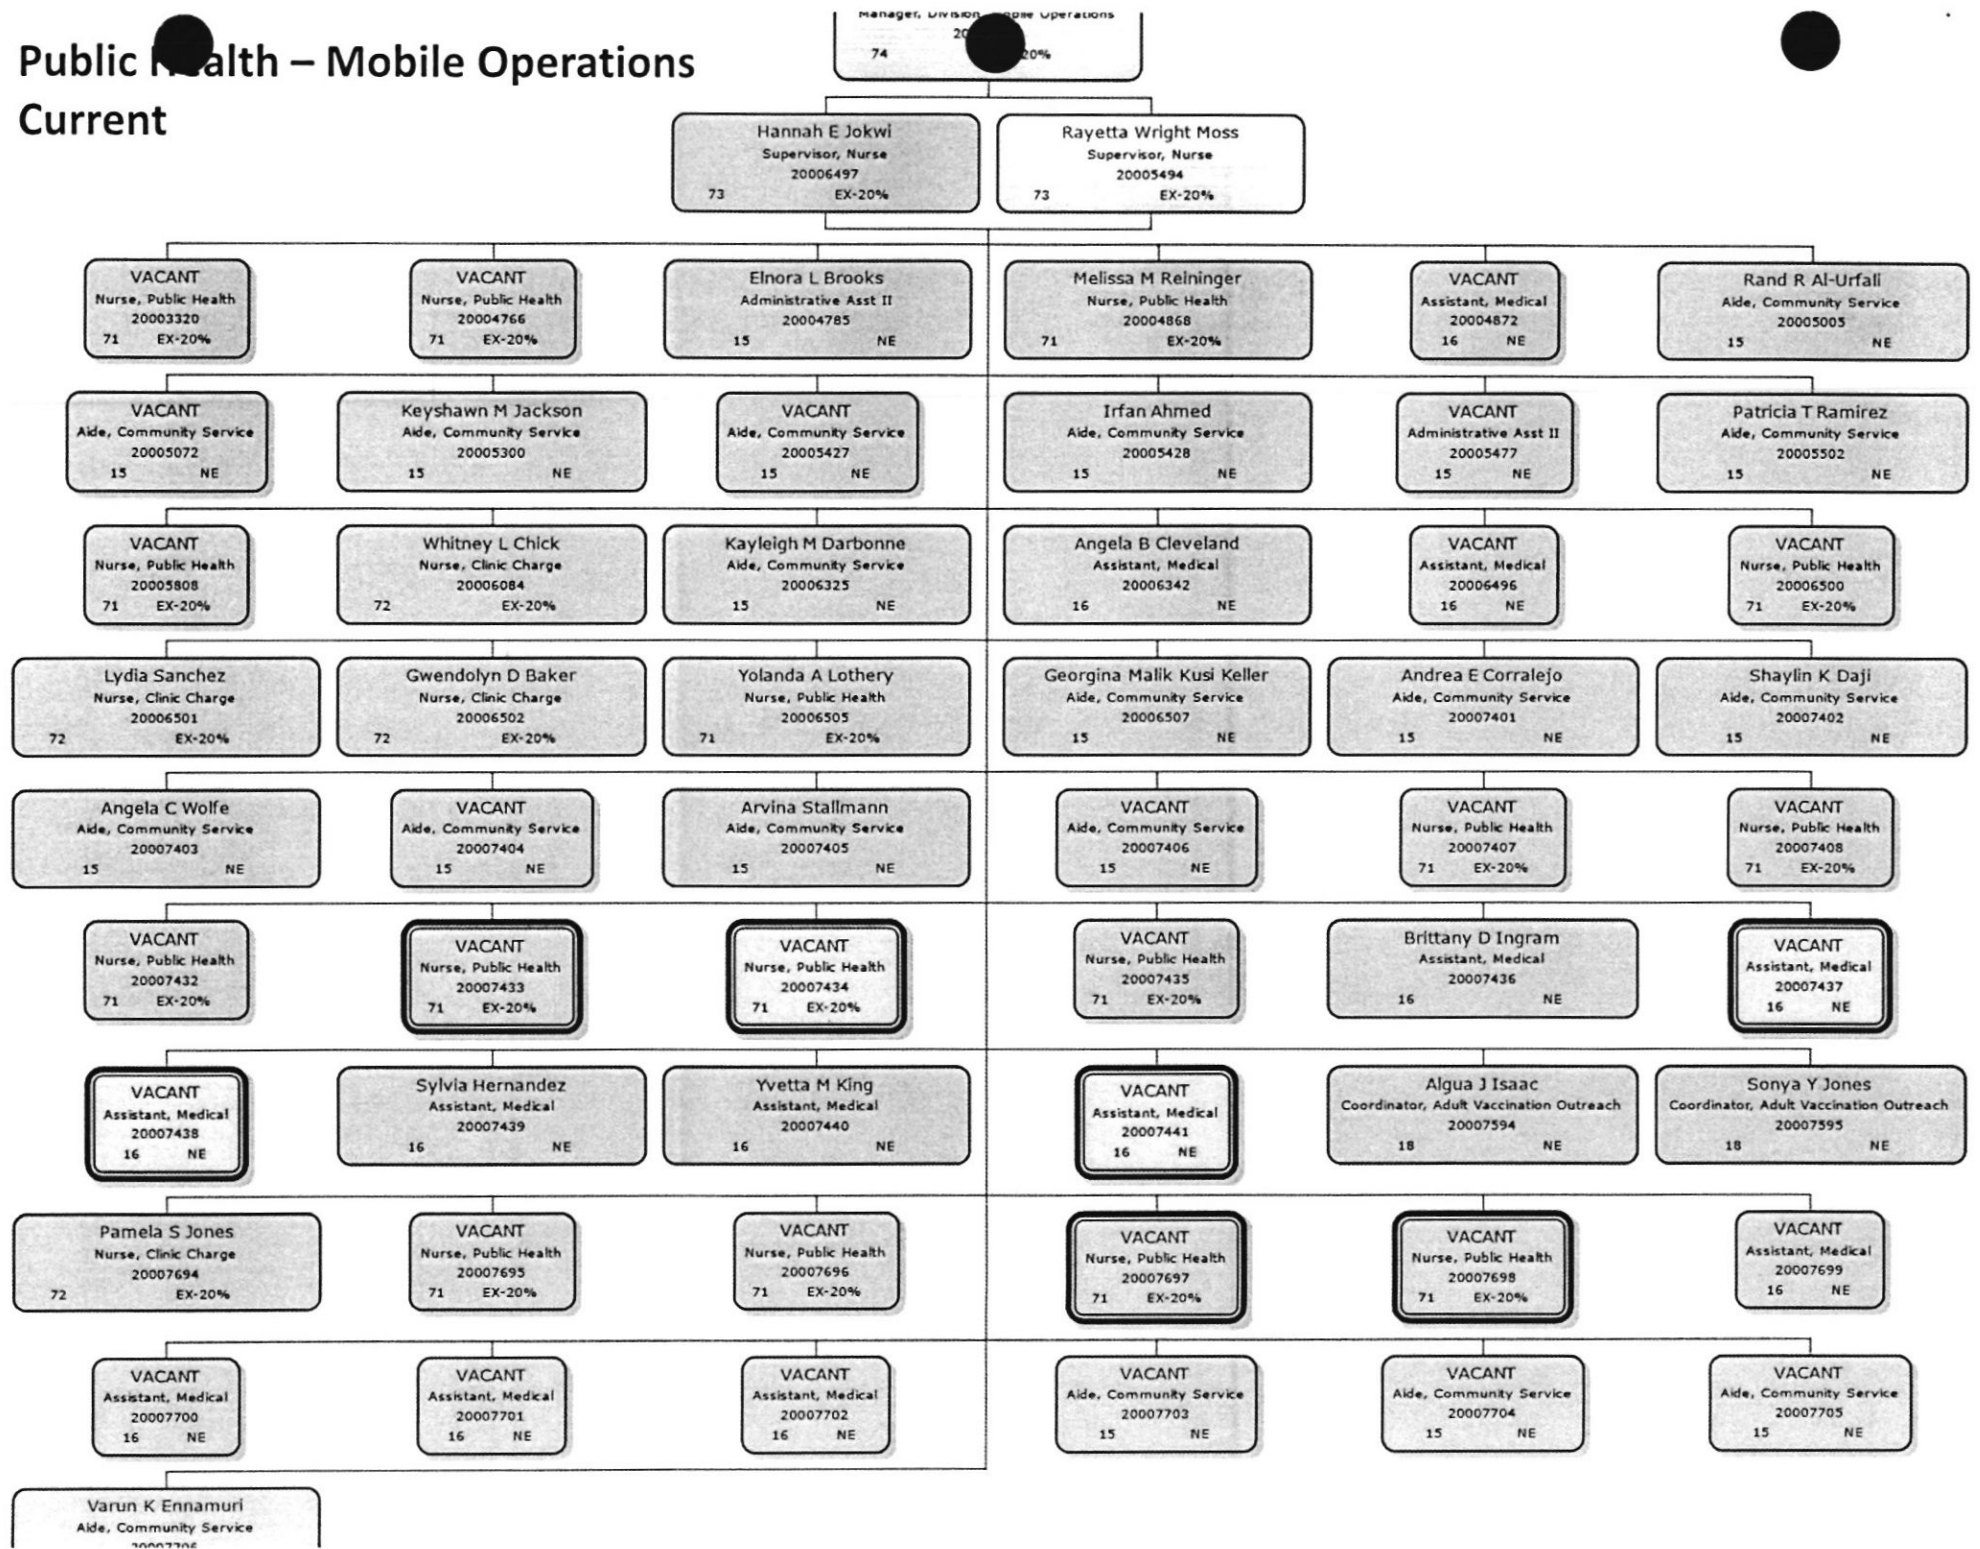 Manager, Division Mobile Operations
74 20%
Public Health – Mobile Operations
Current
Hannah E Jokwi
Supervisor, Nurse
20006497
73 EX-20%
Rayetta Wright Moss
Supervisor, Nurse
20005494
73 EX-20%
VACANT
Nurse, Public Health
20003320
71 EX-20%
VACANT
Nurse, Public Health
20004766
71 EX-20%
Elnora L Brooks
Administrative Asst II
20004785
15 NE
Melissa M Reininger
Nurse, Public Health
20004868
71 EX-20%
VACANT
Assistant, Medical
20004872
16 NE
Rand R Al-Urfali
Aide, Community Service
20005005
15 NE
VACANT
Aide, Community Service
20005072
15 NE
Keyshawn M Jackson
Aide, Community Service
20005300
15 NE
VACANT
Aide, Community Service
20005427
15 NE
Irfan Ahmed
Aide, Community Service
20005428
15 NE
VACANT
Administrative Asst II
20005477
15 NE
Patricia T Ramirez
Aide, Community Service
20005502
15 NE
VACANT
Nurse, Public Health
20005808
71 EX-20%
Whitney L Chick
Nurse, Clinic Charge
20006084
72 EX-20%
Kayleigh M Darbonne
Aide, Community Service
20006325
15 NE
Angela B Cleveland
Assistant, Medical
20006342
16 NE
VACANT
Assistant, Medical
20006496
16 NE
VACANT
Nurse, Public Health
20006500
71 EX-20%
Lydia Sanchez
Nurse, Clinic Charge
20006501
72 EX-20%
Gwendolyn D Baker
Nurse, Clinic Charge
20006502
72 EX-20%
Yolanda A Lothery
Nurse, Public Health
20006505
71 EX-20%
Georgina Malik Kusi Keller
Aide, Community Service
20006507
15 NE
Andrea E Corralejo
Aide, Community Service
20007401
15 NE
Shaylin K Daji
Aide, Community Service
20007402
15 NE
Angela C Wolfe
Aide, Community Service
20007403
15 NE
VACANT
Aide, Community Service
20007404
15 NE
Arvina Stallmann
Aide, Community Service
20007405
15 NE
VACANT
Aide, Community Service
20007406
15 NE
VACANT
Nurse, Public Health
20007407
71 EX-20%
VACANT
Nurse, Public Health
20007408
71 EX-20%
VACANT
Nurse, Public Health
20007432
71 EX-20%
VACANT
Nurse, Public Health
20007433
71 EX-20%
VACANT
Nurse, Public Health
20007434
71 EX-20%
VACANT
Nurse, Public Health
20007435
71 EX-20%
Brittany D Ingram
Assistant, Medical
20007436
16 NE
VACANT
Assistant, Medical
20007437
16 NE
VACANT
Assistant, Medical
20007438
16 NE
Sylvia Hernandez
Assistant, Medical
20007439
16 NE
Yvetta M King
Assistant, Medical
20007440
16 NE
VACANT
Assistant, Medical
20007441
16 NE
Algua J Isaac
Coordinator, Adult Vaccination Outreach
20007594
18 NE
Sonya Y Jones
Coordinator, Adult Vaccination Outreach
20007595
18 NE
Pamela S Jones
Nurse, Clinic Charge
20007694
72 EX-20%
VACANT
Nurse, Public Health
20007695
71 EX-20%
VACANT
Nurse, Public Health
20007696
71 EX-20%
VACANT
Nurse, Public Health
20007697
71 EX-20%
VACANT
Nurse, Public Health
20007698
71 EX-20%
VACANT
Assistant, Medical
20007699
16 NE
VACANT
Assistant, Medical
20007700
16 NE
VACANT
Assistant, Medical
20007701
16 NE
VACANT
Assistant, Medical
20007702
16 NE
VACANT
Aide, Community Service
20007703
15 NE
VACANT
Aide, Community Service
20007704
15 NE
VACANT
Aide, Community Service
20007705
15 NE
Varun K Ennamuri
Aide, Community Service
20007706